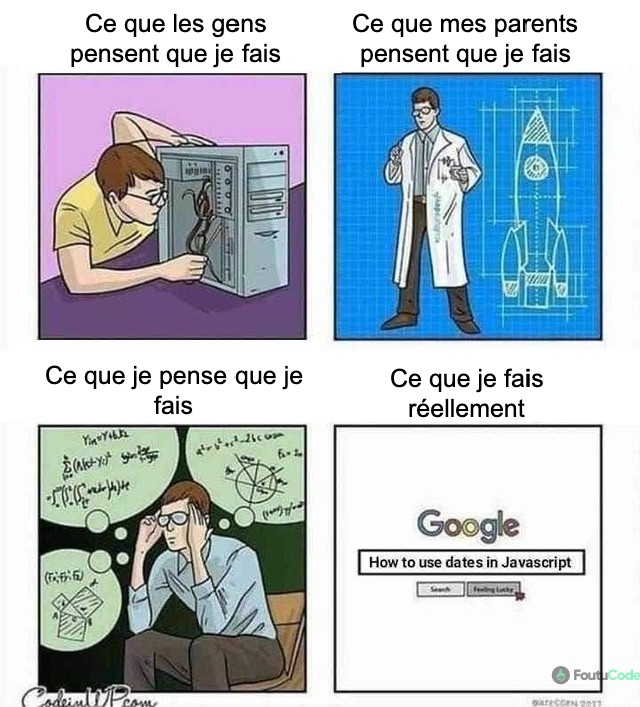 Ce que les gens
pensent que je fais
Ce que mes parents
pensent que je fais
Ce que je pense que je
fais
Ce que je fais
réellement
Google
How to use dates in Javascript
Search
Feeling Lucky
FoutuCode
CodeinWP.com